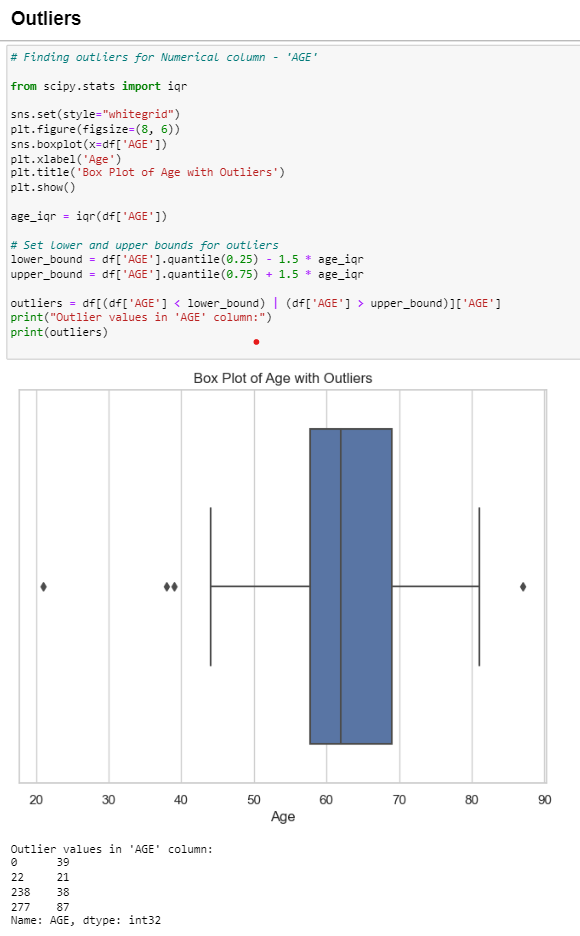 Outliers
# Finding outliers for Numerical column - 'AGE'
from scipy.stats import iqr
sns.set(style="whitegrid")
plt.figure(figsize=(8, 6))
sns.boxplot(x=df['AGE'])
plt.xlabel('Age')
plt.title('Box Plot of Age with Outliers')
plt.show()
age_iqr = iqr(df['AGE'])
# Set lower and upper bounds for outliers
lower_bound = df['AGE'].quantile(0.25) - 1.5 * age_iqr
upper_bound = df['AGE'].quantile(0.75) + 1.5 * age_iqr
outliers = df[(df['AGE'] < lower_bound) | (df['AGE'] > upper_bound)]['AGE']
print("Outlier values in 'AGE' column:")
print(outliers)
Box Plot of Age with Outliers
20 30 40 50 60 70 80 90
Age
Outlier values in 'AGE' column:
0 39
22 21
238 38
277 87
Name: AGE, dtype: int32